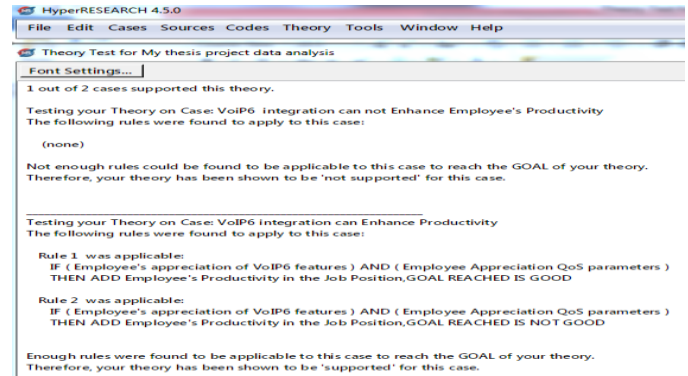 HyperRESEARCH 4.5.0
File Edit Cases Sources Codes Theory Tools Window Help
Theory Test for My thesis project data analysis
Font Settings...
1 out of 2 cases supported this theory.
Testing your Theory on Case: VoiP6 integration can not Enhance Employee's Productivity
The following rules were found to apply to this case:
(none)
Not enough rules could be found to be applicable to this case to reach the GOAL of your theory.
Therefore, your theory has been shown to be 'not supported' for this case.
Testing your Theory on Case: VoIP6 integration can Enhance Productivity
The following rules were found to apply to this case:
Rule 1 was applicable:
IF ( Employee's appreciation of VoIP6 features ) AND ( Employee Appreciation QoS parameters )
THEN ADD Employee's Productivity in the Job Position,GOAL REACHED IS GOOD
Rule 2 was applicable:
IF ( Employee's appreciation of VoIP6 features ) AND ( Employee Appreciation QoS parameters )
THEN ADD Employee's Productivity in the Job Position,GOAL REACHED IS NOT GOOD
Enough rules were found to be applicable to this case to reach the GOAL of your theory.
Therefore, your theory has been shown to be 'supported' for this case.